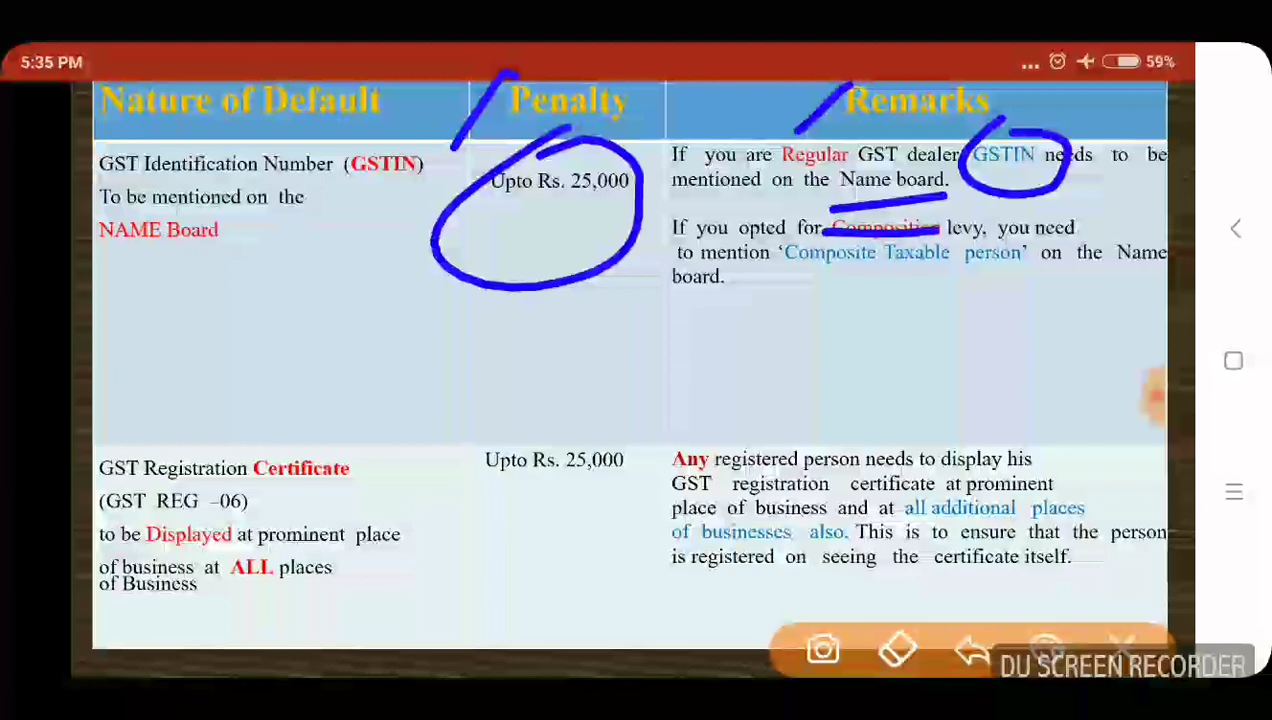 5:35 PM
59%
Nature of Default
Penalty
Remarks
GST Identification Number (GSTIN)
To be mentioned on the
NAME Board
Upto Rs. 25,000
If you are Regular GST dealer GSTIN needs to be
mentioned on the Name board.
If you opted for Composition levy, you need
to mention ‘Composite Taxable person’ on the Name
board.
GST Registration Certificate
(GST REG –06)
to be Displayed at prominent place
of business at ALL places
of Business
Upto Rs. 25,000
Any registered person needs to display his
GST registration certificate at prominent
place of business and at all additional places
of businesses also. This is to ensure that the person
is registered on seeing the certificate itself.
DU SCREEN RECORDER